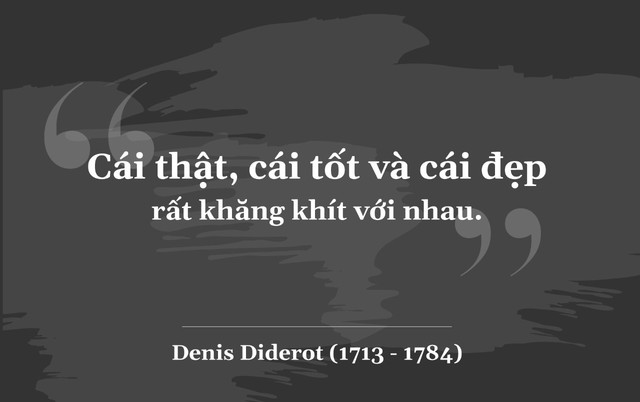 Cái thật, cái tốt và cái đẹp
rất khăng khít với nhau.
Denis Diderot (1713 - 1784)